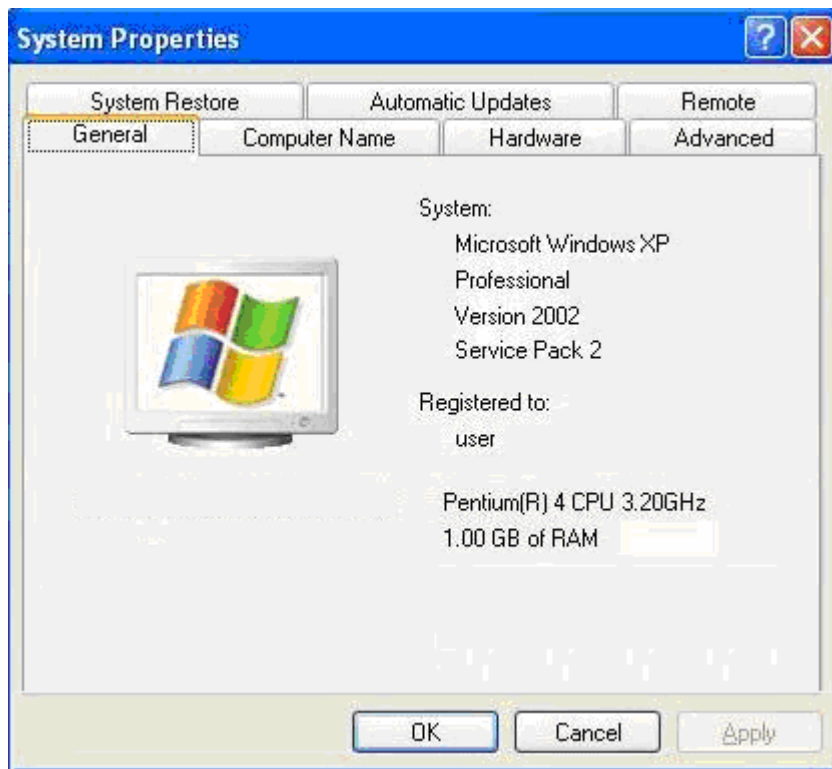 System Properties
System Restore
Automatic Updates
Remote
General
Computer Name
Hardware
Advanced
System:
Microsoft Windows XP
Professional
Version 2002
Service Pack 2
Registered to:
user
Pentium(R) 4 CPU 3.20GHz
1.00 GB of RAM
OK
Cancel
Apply